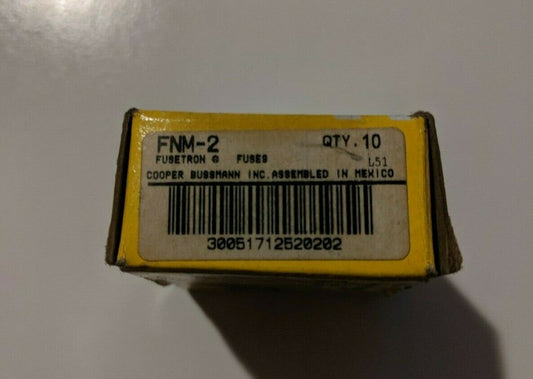 FNM-2 QTY. 10
FUSETRON ® FUSES L51
COOPER BUSSMANN INC. ASSEMBLED IN MEXICO
30051712520202